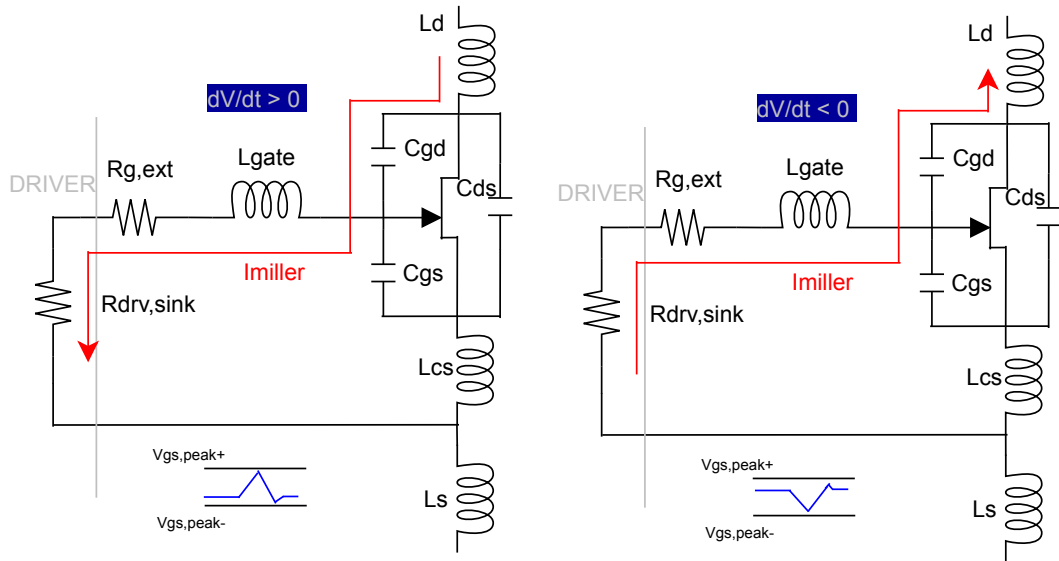 Ld
dV/dt > 0
Cgd
Lgate
Rg,ext
DRIVER
Cds
Imiller
Cgs
Rdrv,sink
Lcs
Vgs,peak+
Vgs,peak-
Ls
Ld
dV/dt < 0
Cgd
Lgate
Rg,ext
DRIVER
Cds
Imiller
Cgs
Rdrv,sink
Lcs
Vgs,peak+
Vgs,peak-
Ls